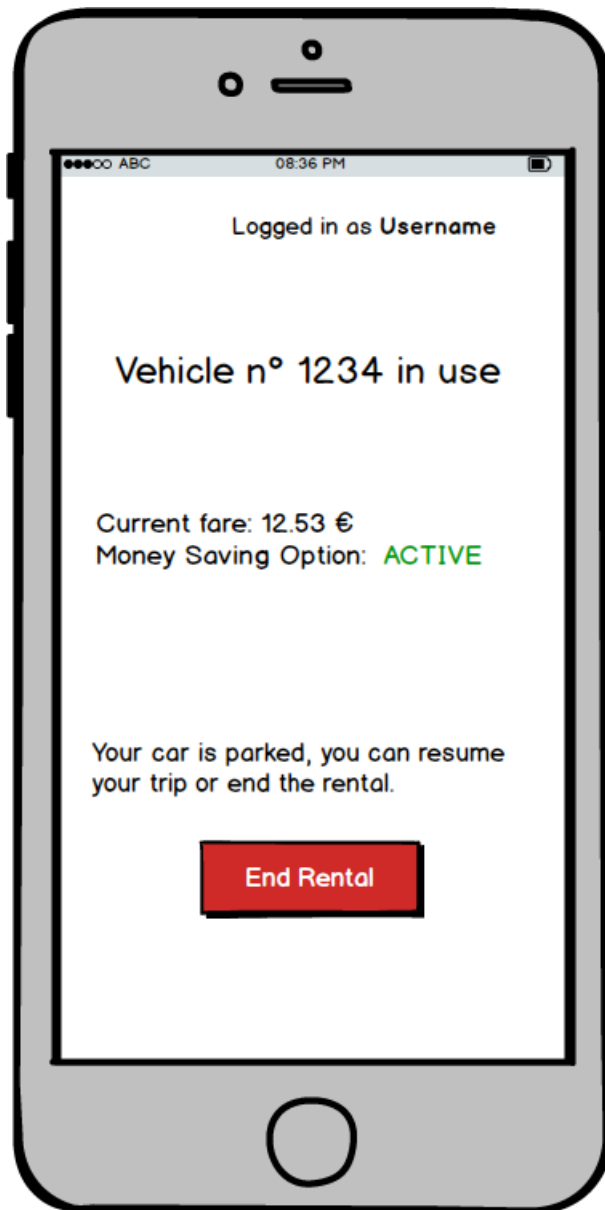 ABC 08:36 PM
Logged in as Username
Vehicle n° 1234 in use
Current fare: 12.53 €
Money Saving Option: ACTIVE
Your car is parked, you can resume
your trip or end the rental.
End Rental